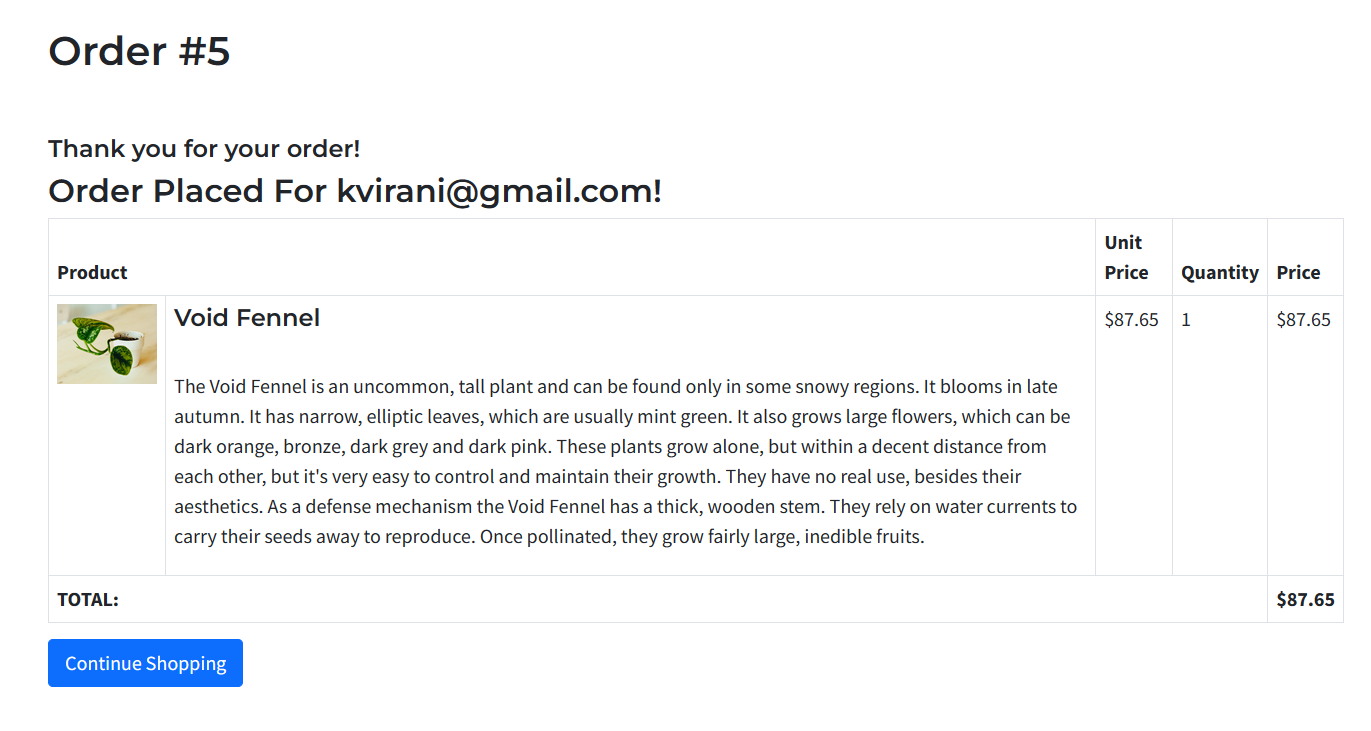 Order #5
Thank you for your order!
Order Placed For kvirani@gmail.com!
Product
Unit
Price
Quantity
Price
Void Fennel
$87.65
1
$87.65
The Void Fennel is an uncommon, tall plant and can be found only in some snowy regions. It blooms in late
autumn. It has narrow, elliptic leaves, which are usually mint green. It also grows large flowers, which can be
dark orange, bronze, dark grey and dark pink. These plants grow alone, but within a decent distance from
each other, but it's very easy to control and maintain their growth. They have no real use, besides their
aesthetics. As a defense mechanism the Void Fennel has a thick, wooden stem. They rely on water currents to
carry their seeds away to reproduce. Once pollinated, they grow fairly large, inedible fruits.
TOTAL:
$87.65
Continue Shopping